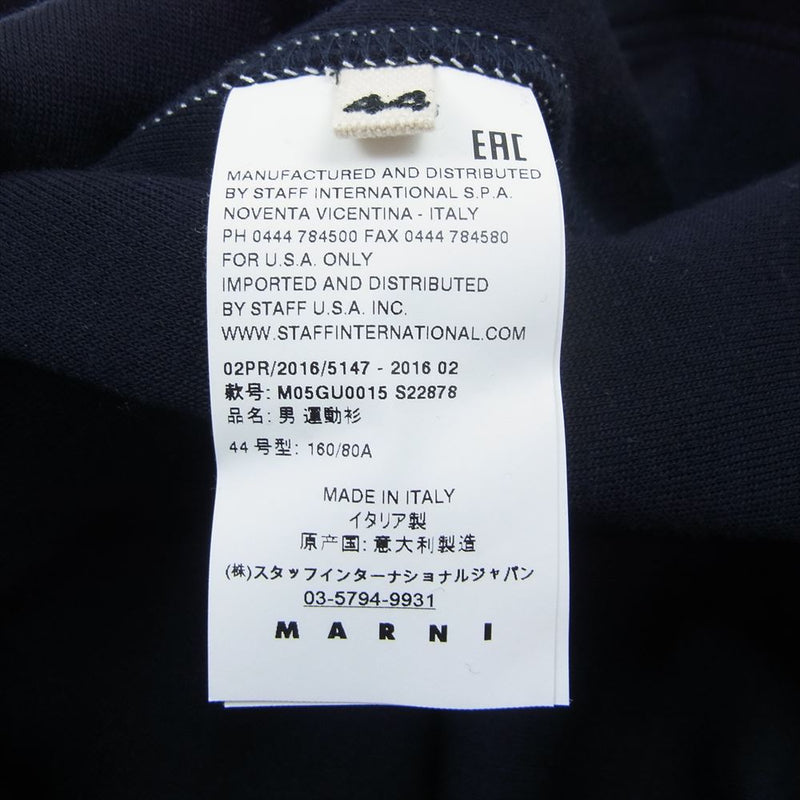 44
EAC
MANUFACTURED AND DISTRIBUTED
BY STAFF INTERNATIONAL S.P.A.
NOVENTA VICENTINA - ITALY
PH 0444 784500 FAX 0444 784580
FOR U.S.A. ONLY
IMPORTED AND DISTRIBUTED
BY STAFF U.S.A. INC.
WWW.STAFFINTERNATIONAL.COM
02PR/2016/5147 - 2016 02
款号: M05GU0015 S22878
品名: 男 運動衫
44 号型: 160/80A
MADE IN ITALY
イタリア製
原产国: 意大利製造
(株)スタッフインターナショナルジャパン
03-5794-9931
MARNI